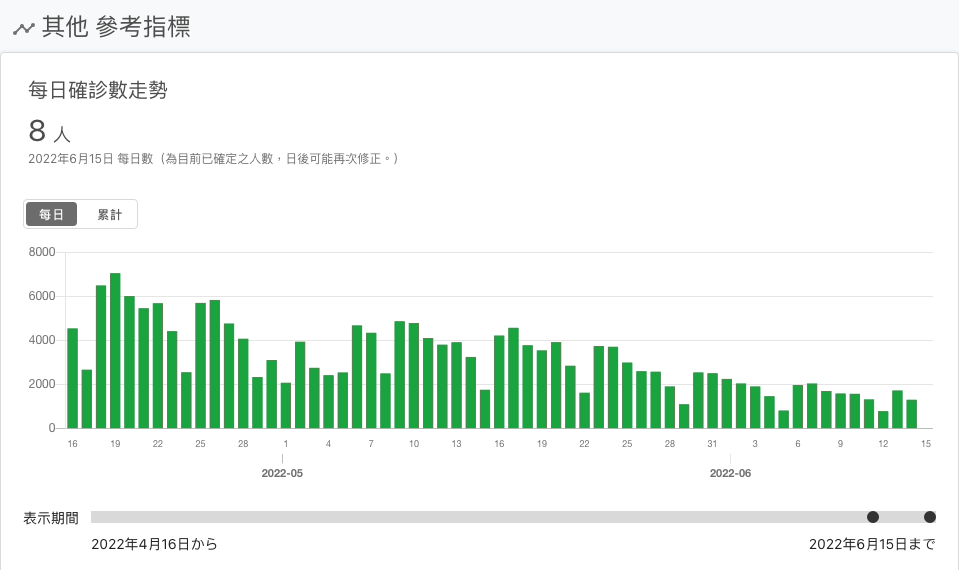 其他 參考指標
每日確診數走勢
8 人
2022年6月15日 每日數（為目前已確定之人數，日後可能再次修正。）
每日 累計
8000
6000
4000
2000
0
16 19 22 25 28 1 4 7 10 13 16 19 22 25 28 31 3 6 9 12 15
2022-05 2022-06
表示期間
2022年4月16日から 2022年6月15日まで